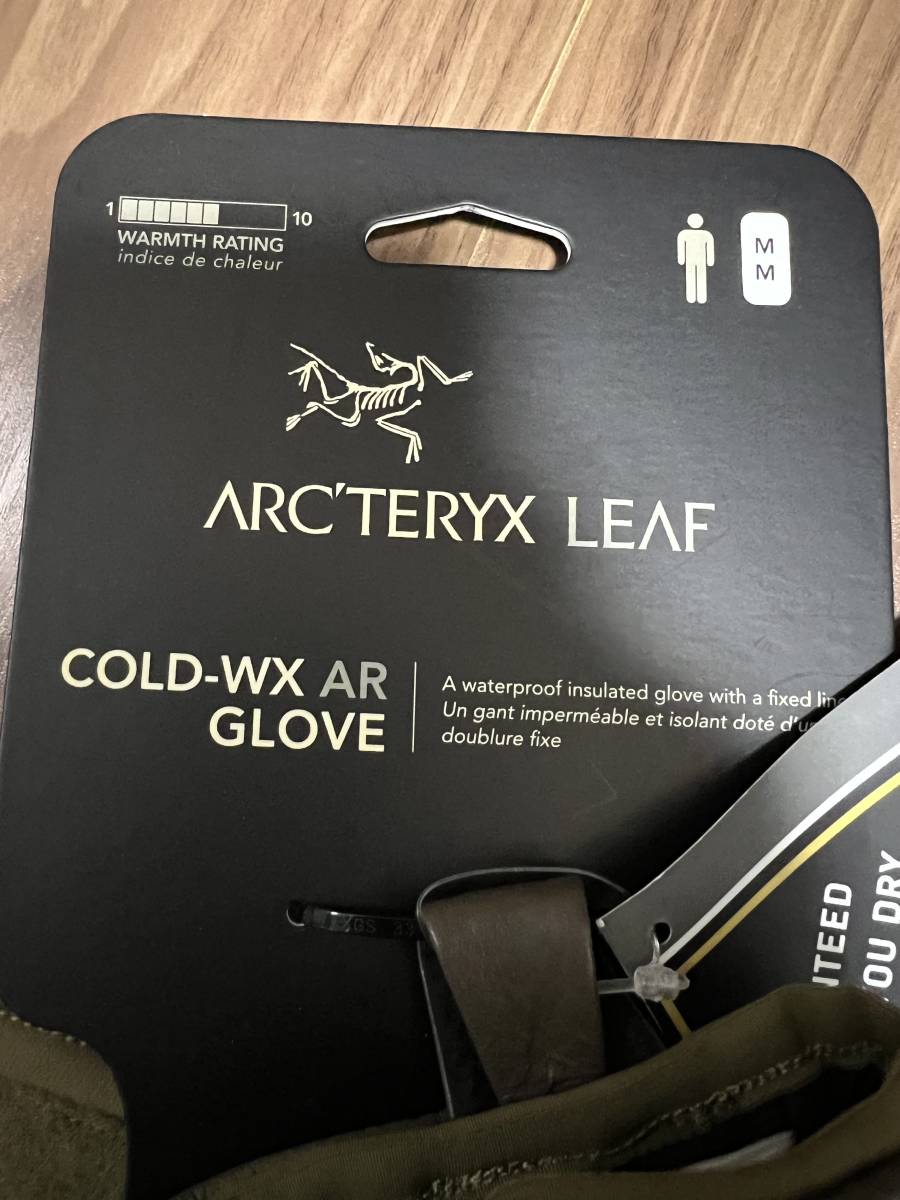 1 10
WARMTH RATING
indice de chaleur
M
M
ARC'TERYX LEAF
COLD-WX AR
GLOVE
A waterproof insulated glove with a fixed
Un gant imperméable et isolant doté
doublure fixe
OU DRY